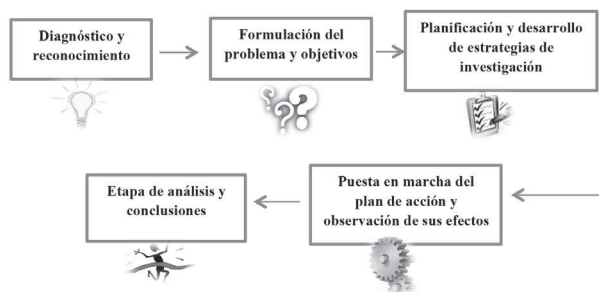 Diagnóstico y
reconocimiento
Formulación del
problema y objetivos
Planificación y desarrollo
de estrategias de
investigación
Etapa de análisis y
conclusiones
Puesta en marcha del
plan de acción y
observación de sus efectos